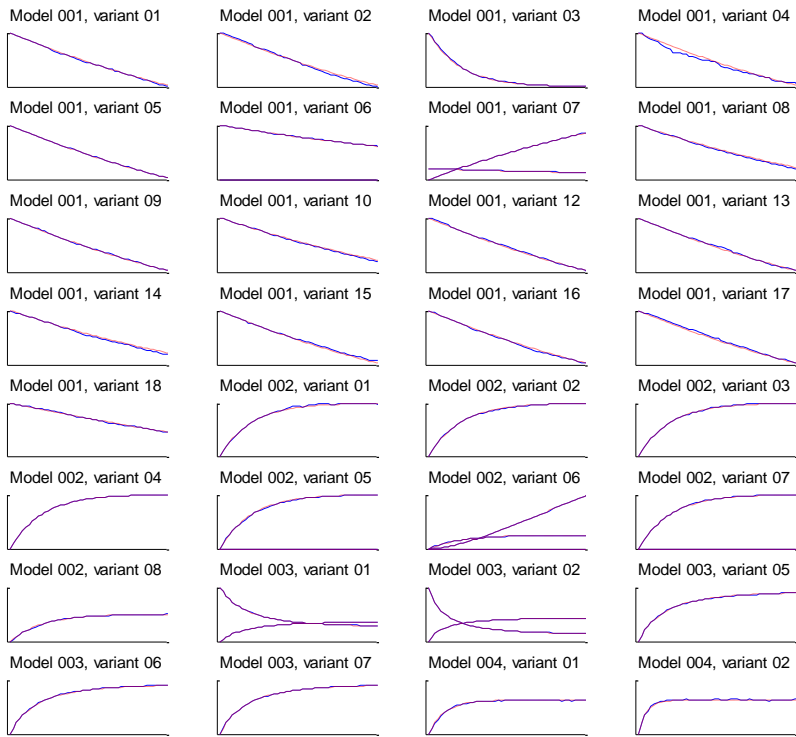 Model 001, variant 01
Model 001, variant 02
Model 001, variant 03
Model 001, variant 04
Model 001, variant 05
Model 001, variant 06
Model 001, variant 07
Model 001, variant 08
Model 001, variant 09
Model 001, variant 10
Model 001, variant 12
Model 001, variant 13
Model 001, variant 14
Model 001, variant 15
Model 001, variant 16
Model 001, variant 17
Model 001, variant 18
Model 002, variant 01
Model 002, variant 02
Model 002, variant 03
Model 002, variant 04
Model 002, variant 05
Model 002, variant 06
Model 002, variant 07
Model 002, variant 08
Model 003, variant 01
Model 003, variant 02
Model 003, variant 05
Model 003, variant 06
Model 003, variant 07
Model 004, variant 01
Model 004, variant 02